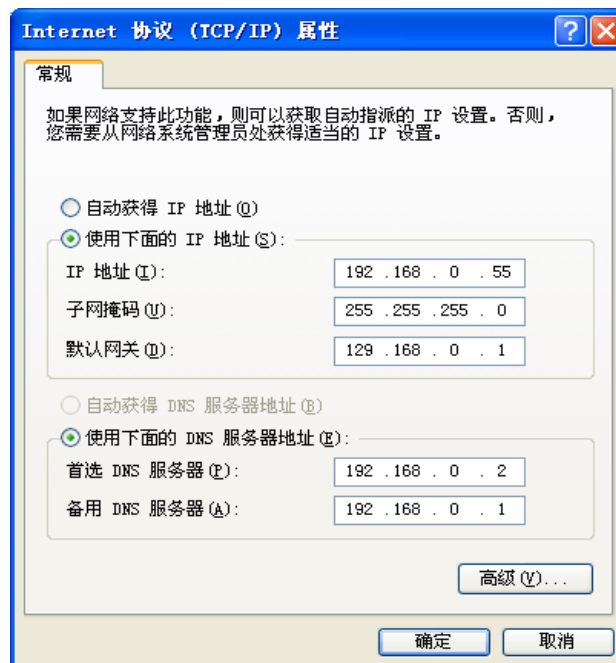 Internet 协议 (TCP/IP) 属性
常规
如果网络支持此功能，则可以获取自动指派的 IP 设置。否则，
您需要从网络系统管理员处获得适当的 IP 设置。
自动获得 IP 地址(O)
使用下面的 IP 地址(S):
IP 地址(I): 192 .168 . 0 . 55
子网掩码(U): 255 .255 .255 . 0
默认网关(D): 129 .168 . 0 . 1
自动获得 DNS 服务器地址(B)
使用下面的 DNS 服务器地址(E):
首选 DNS 服务器(P): 192 .168 . 0 . 2
备用 DNS 服务器(A): 192 .168 . 0 . 1
高级(V)...
确定 取消